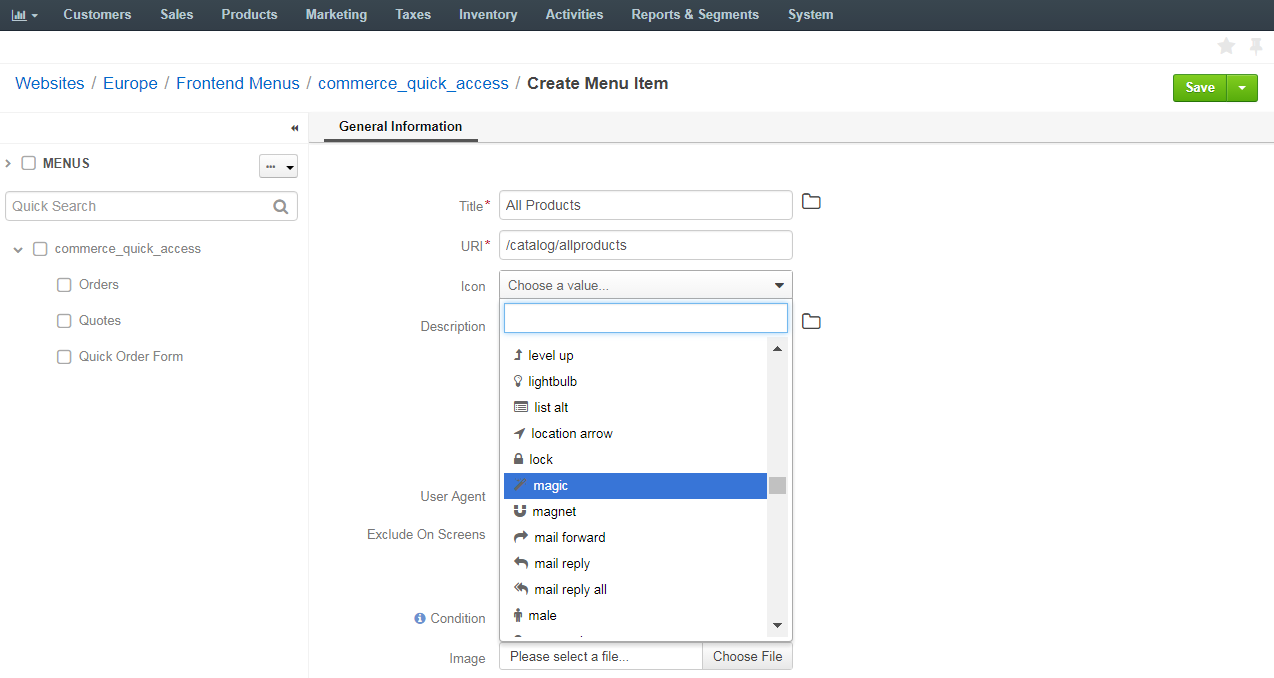 Customers Sales Products Marketing Taxes Inventory Activities Reports & Segments System
Websites / Europe / Frontend Menus / commerce_quick_access / Create Menu Item
Save
General Information
MENUS
...
Quick Search
commerce_quick_access
Orders
Quotes
Quick Order Form
Title* All Products
URI* /catalog/allproducts
Icon Choose a value...
Description
level up
lightbulb
list alt
location arrow
lock
magic
magnet
mail forward
mail reply
mail reply all
male
User Agent
Exclude On Screens
Condition
Image Please select a file... Choose File